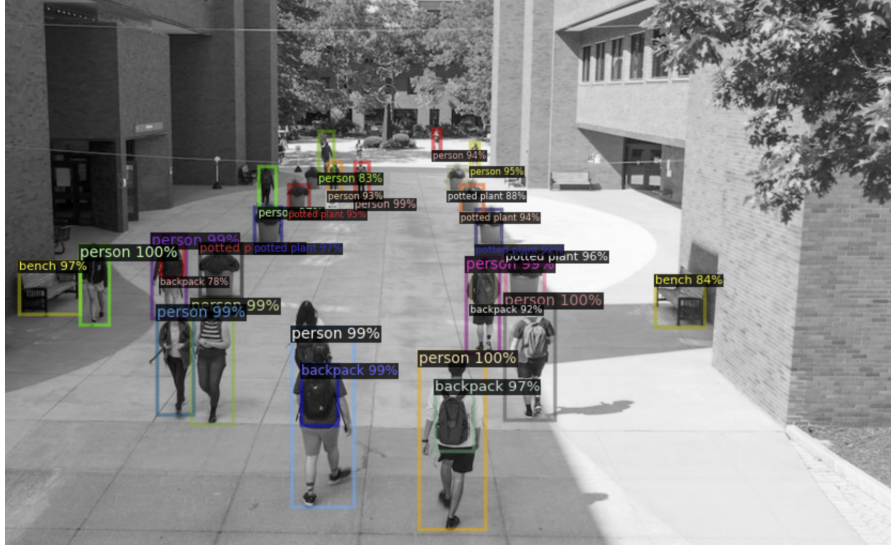 person 94%
person 95%
person 83%
person 93%
potted plant 88%
person 99%
potted plant 95%
potted plant 94%
person 99%
potted plant 97%
person 100%
potted plant 96%
person 99%
bench 97%
backpack 78%
bench 84%
person 99%
person 99%
backpack 92%
person 100%
person 99%
person 100%
backpack 99%
backpack 97%